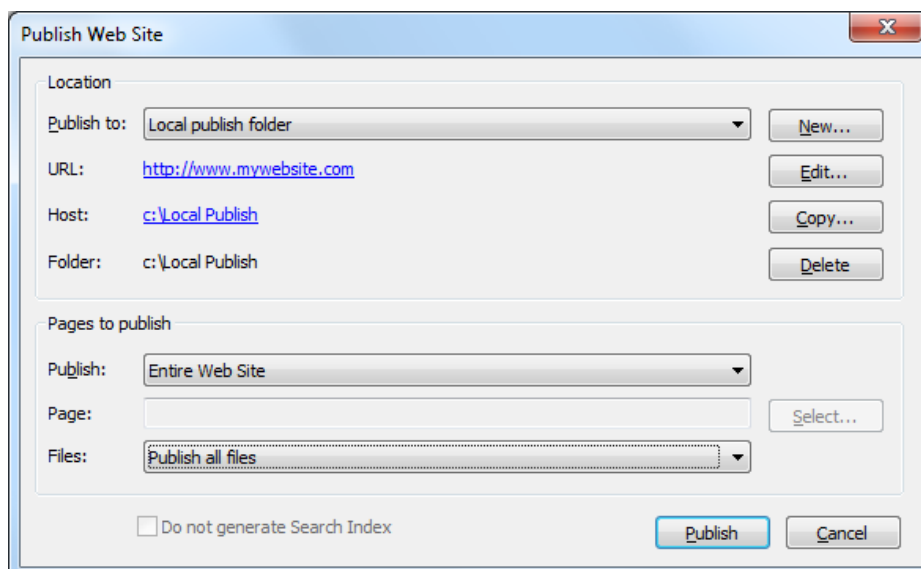 Publish Web Site
Location
Publish to: Local publish folder New...
URL: http://www.mywebsite.com Edit...
Host: c:\Local Publish Copy...
Folder: c:\Local Publish Delete
Pages to publish
Publish: Entire Web Site
Page: Select...
Files: Publish all files
Do not generate Search Index Publish Cancel